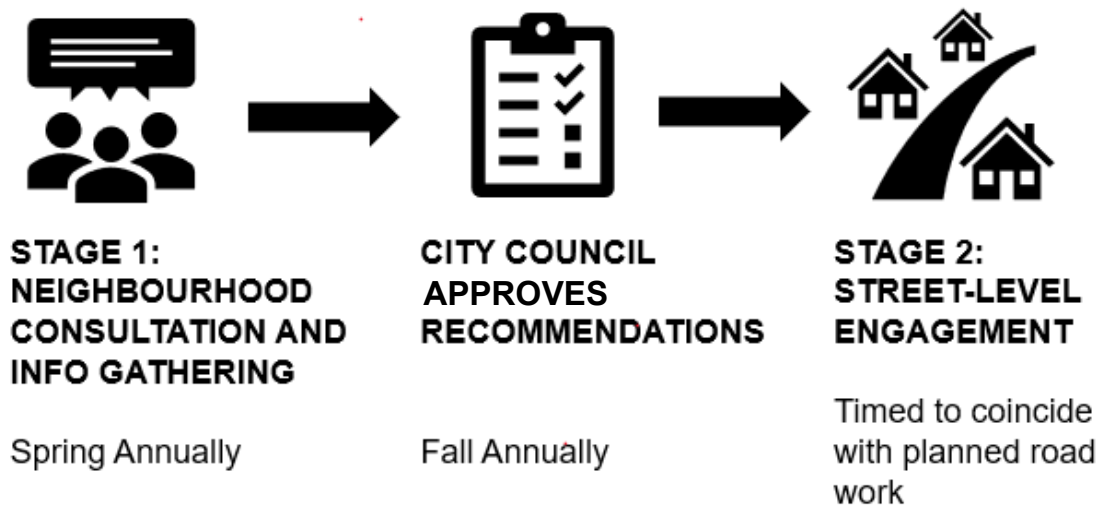 STAGE 1:
NEIGHBOURHOOD
CONSULTATION AND
INFO GATHERING
Spring Annually
CITY COUNCIL
APPROVES
RECOMMENDATIONS
Fall Annually
STAGE 2:
STREET-LEVEL
ENGAGEMENT
Timed to coincide
with planned road
work